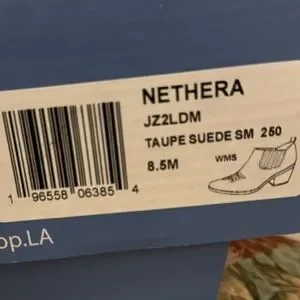 NETHERA
JZ2LDM
TAUPE SUEDE SM 250
8.5M WMS
1 96558 06385 4
op.LA